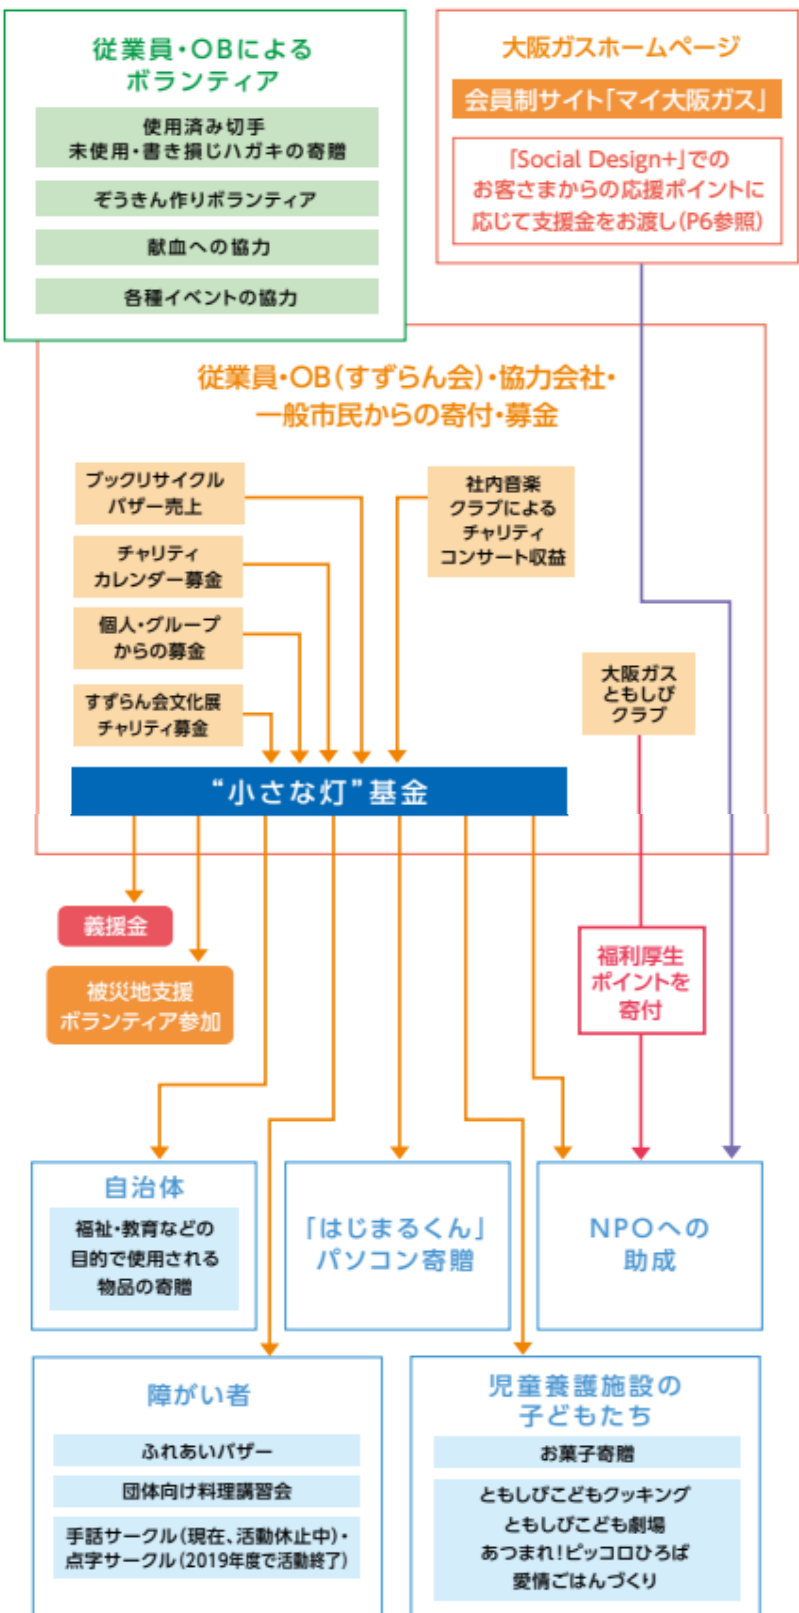 従業員・OBによる
ボランティア
使用済み切手
未使用・書き損じハガキの寄贈
ぞうきん作りボランティア
献血への協力
各種イベントの協力
大阪ガスホームページ
会員制サイト「マイ大阪ガス」
「Social Design+」での
お客さまからの応援ポイントに
応じて支援金をお渡し(P6参照)
従業員・OB(すずらん会)・協力会社・
一般市民からの寄付・募金
ブックリサイクル
バザー売上
チャリティ
カレンダー募金
個人・グループ
からの募金
すずらん会文化展
チャリティ募金
社内音楽
クラブによる
チャリティ
コンサート収益
大阪ガス
ともしび
クラブ
“小さな灯”基金
義援金
被災地支援
ボランティア参加
福利厚生
ポイントを
寄付
自治体
福祉・教育などの
目的で使用される
物品の寄贈
「はじまるくん」
パソコン寄贈
NPOへの
助成
障がい者
ふれあいバザー
団体向け料理講習会
手話サークル(現在、活動休止中)・
点字サークル(2019年度で活動終了)
児童養護施設の
子どもたち
お菓子寄贈
ともしびこどもクッキング
ともしびこども劇場
あつまれ!ピッコロひろば
愛情ごはんづくり